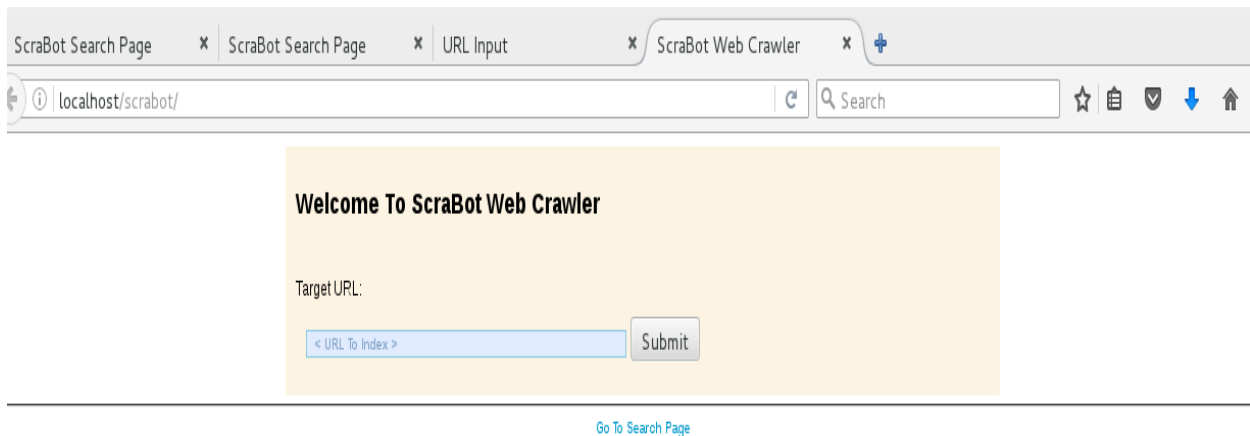 ScraBot Search Page ScraBot Search Page URL Input ScraBot Web Crawler
localhost/scrabot/ Search
Welcome To ScraBot Web Crawler
Target URL:
< URL To Index > Submit
Go To Search Page